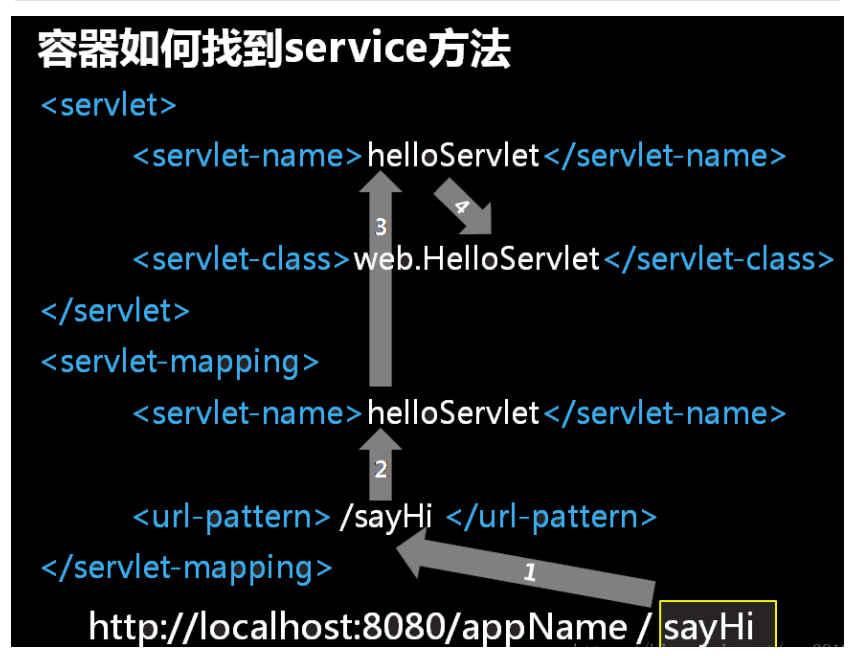 容器如何找到service方法
<servlet>
<servlet-name>helloServlet</servlet-name>
3
4
<servlet-class>web.HelloServlet</servlet-class>
</servlet>
<servlet-mapping>
<servlet-name>helloServlet</servlet-name>
2
<url-pattern> /sayHi </url-pattern>
</servlet-mapping>
1
http://localhost:8080/appName / sayHi